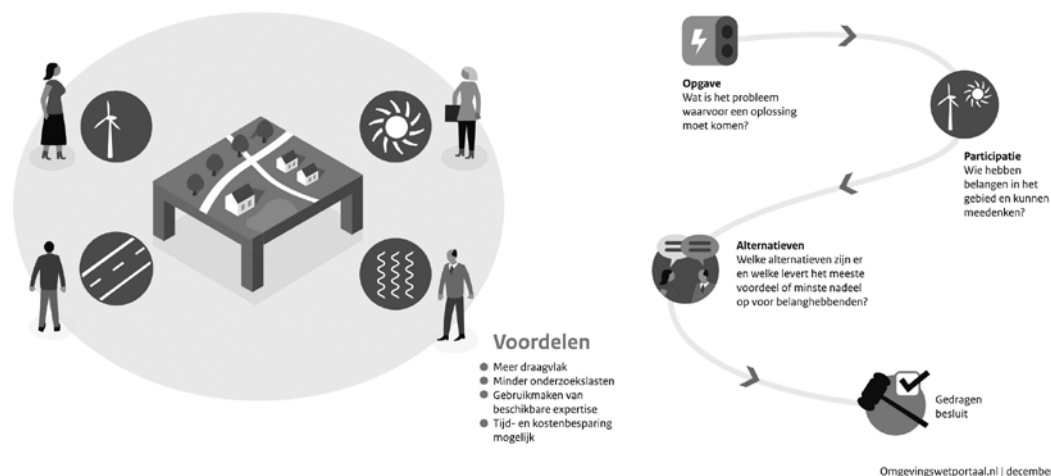 Voordelen
Meer draagvlak
Minder onderzoekslasten
Gebruikmaken van
beschikbare expertise
Tijd- en kostenbesparing
mogelijk
Opgave
Wat is het probleem
waarvoor een oplossing
moet komen?
Participatie
Wie hebben
belangen in het
gebied en kunnen
meedenken?
Alternatieven
Welke alternatieven zijn er
en welke levert het meeste
voordeel of minste nadeel
op voor belanghebbenden?
Gedragen
besluit
Omgevingswetportaal.nl | december